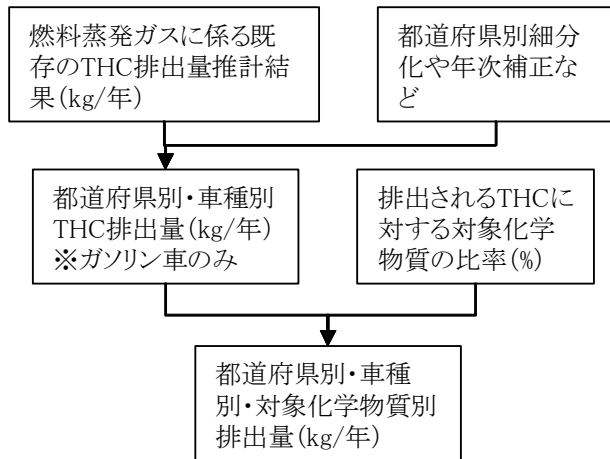 燃料蒸発ガスに係る既
存のTHC排出量推計結
果(kg/年)
都道府県別細分
化や年次補正な
ど
都道府県別・車種別
THC排出量(kg/年)
※ガソリン車のみ
排出されるTHCに
対する対象化学
物質の比率(%)
都道府県別・車種
別・対象化学物質別
排出量(kg/年)